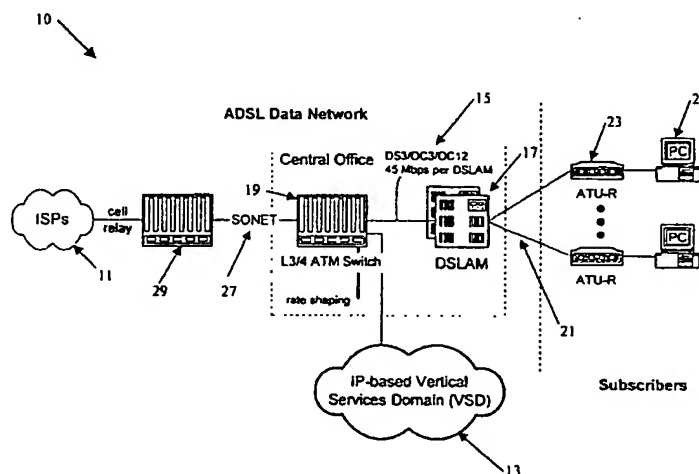 10
ADSL Data Network
15
Central Office
DS3/OC3/OC12
45 Mbps per DSLAM
17
23
2
PC
19
ISPs
cell
relay
SONET
ATU-R
L3/4 ATM Switch
DSLAM
PC
11
29
27
rate shaping
ATU-R
21
IP-based Vertical
Services Domain (VSD)
Subscribers
13